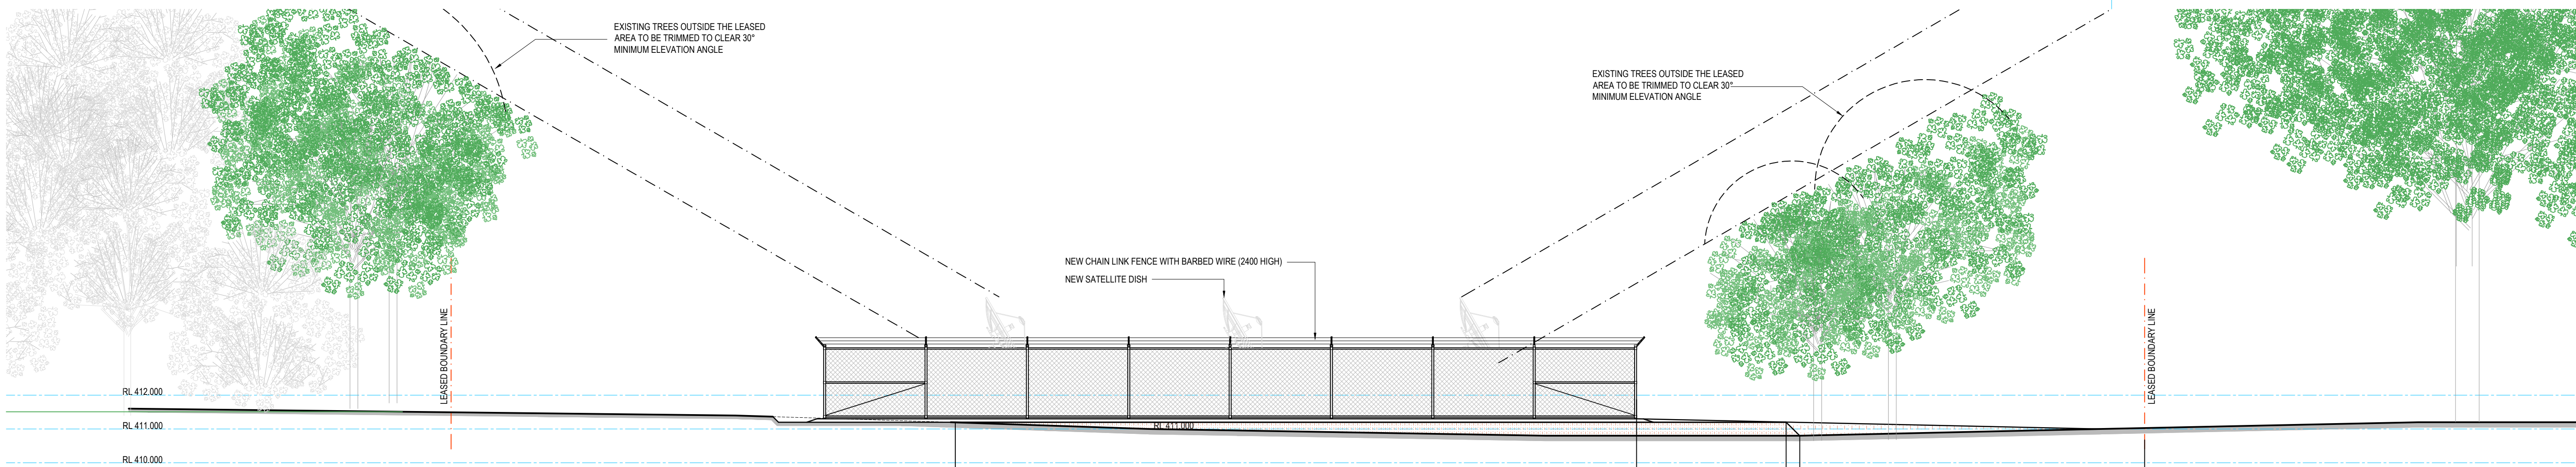 EXISTING TREES OUTSIDE THE LEASED
AREA TO BE TRIMMED TO CLEAR 30°
MINIMUM ELEVATION ANGLE
EXISTING TREES OUTSIDE THE LEASED
AREA TO BE TRIMMED TO CLEAR 30°
MINIMUM ELEVATION ANGLE
NEW CHAIN LINK FENCE WITH BARBED WIRE (2400 HIGH)
NEW SATELLITE DISH
LEASED BOUNDARY LINE
LEASED BOUNDARY LINE
RL 412.000
RL 411.000
RL 411.000
RL 410.000